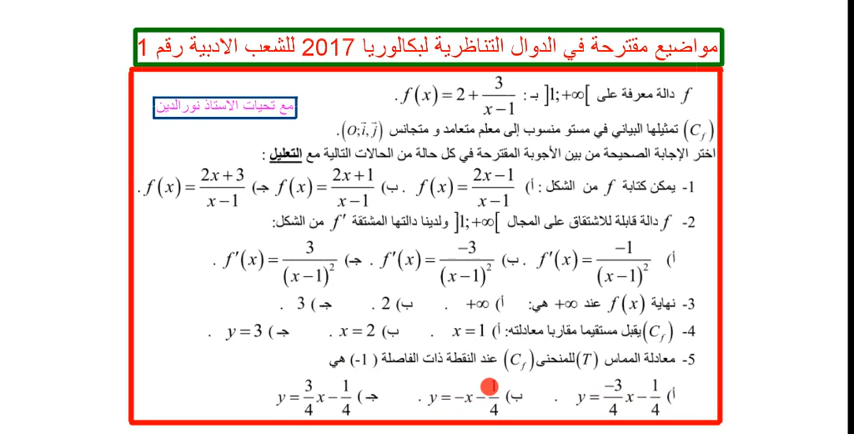 مواضيع مقترحة في الدوال التناظرية لبكالوريا 2017 للشعب الادبية رقم 1
f دالة معرفة على ]1;+∞[ بـ : f(x) = 2 + 3/(x−1) .
مع تحيات الاستاذ نورالدين
(C_f) تمثيلها البياني في مستو منسوب إلى معلم متعامد و متجانس (O;i⃗,j⃗).
اختر الإجابة الصحيحة من بين الأجوبة المقترحة في كل حالة من الحالات التالية مع التعليل :
1- يمكن كتابة f من الشكل : أ) f(x) = (2x−1)/(x−1) . ب) f(x) = (2x+1)/(x−1) جـ) f(x) = (2x+3)/(x−1) .
2- f دالة قابلة للاشتقاق على المجال ]1;+∞[ ولدينا دالتها المشتقة f' من الشكل:
أ) f'(x) = −1/(x−1)² ب) f'(x) = −3/(x−1)² . جـ) f'(x) = 3/(x−1)² .
3- نهاية f(x) عند +∞ هي: أ) +∞ . ب) 2 . جـ) 3 .
4- (C_f) يقبل مستقيما مقاربا معادلته: أ) x=1 . ب) x=2 . جـ) y=3 .
5- معادلة المماس (T) للمنحنى (C_f) عند النقطة ذات الفاصلة (-1) هي
أ) y = −3/4 x − 1/4 . ب) y = −x − 1/4 . جـ) y = 3/4 x − 1/4